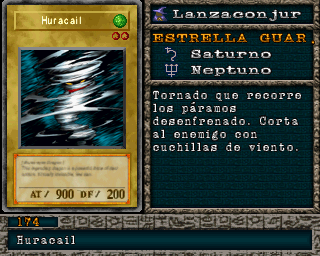 Huracail
AT/ 900 DF/ 200
Lanzaconjur
ESTRELLA GUAR.
Saturno
Neptuno
Tornado que recorre
los páramos
desenfrenado. Corta
al enemigo con
cuchillas de viento.
174
Huracail